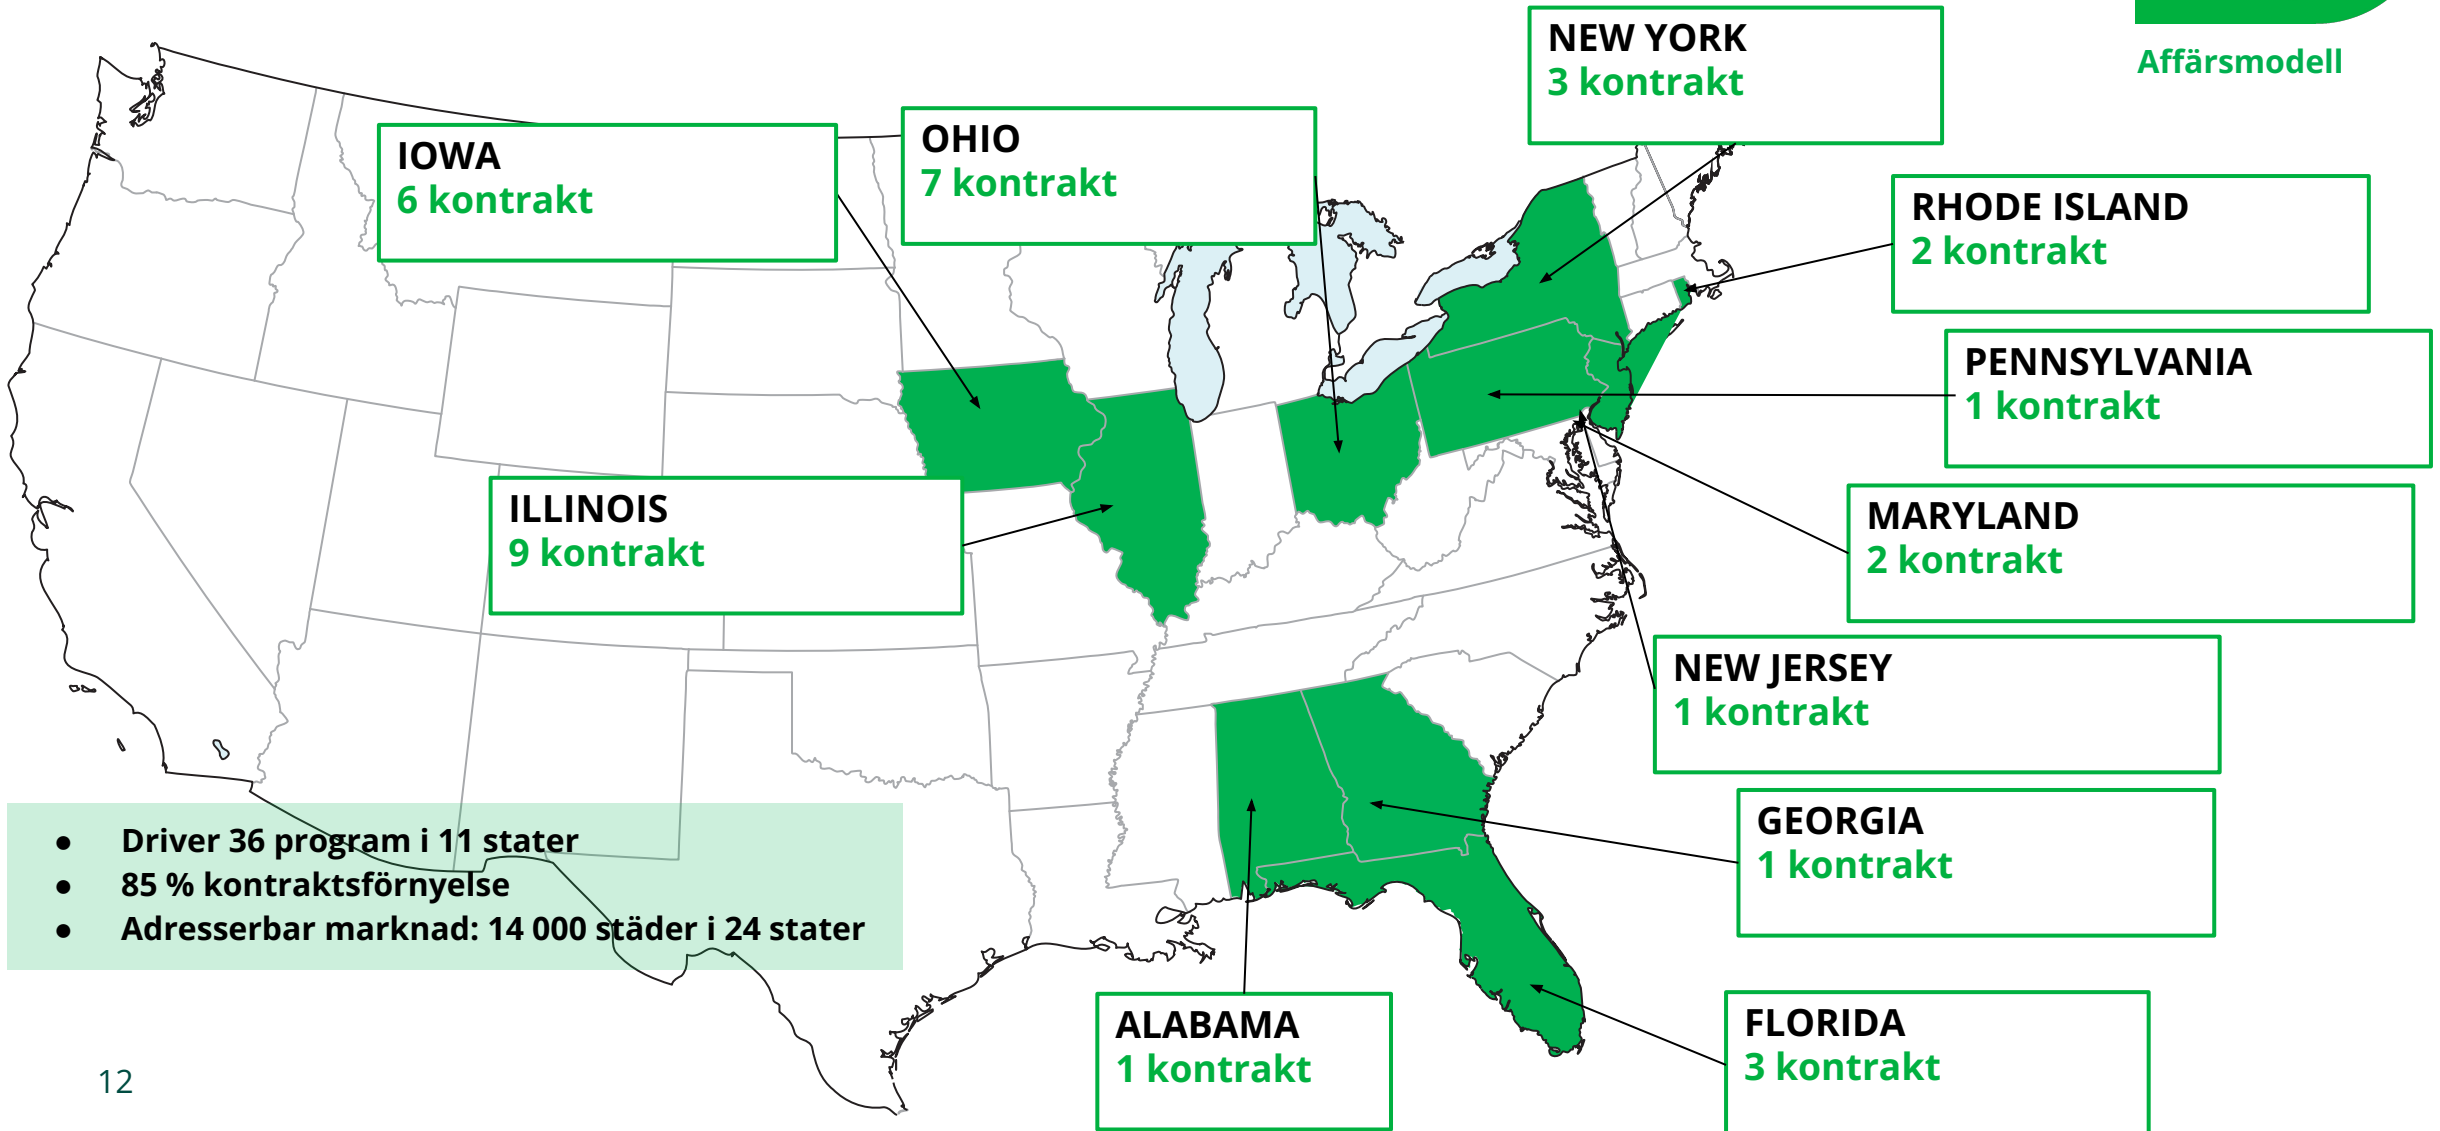 Affärsmodell
NEW YORK
3 kontrakt
OHIO
7 kontrakt
IOWA
6 kontrakt
RHODE ISLAND
2 kontrakt
PENNSYLVANIA
1 kontrakt
ILLINOIS
9 kontrakt
MARYLAND
2 kontrakt
NEW JERSEY
1 kontrakt
GEORGIA
1 kontrakt
● Driver 36 program i 11 stater
● 85 % kontraktsförnyelse
● Adresserbar marknad: 14 000 städer i 24 stater
ALABAMA
1 kontrakt
FLORIDA
3 kontrakt
12